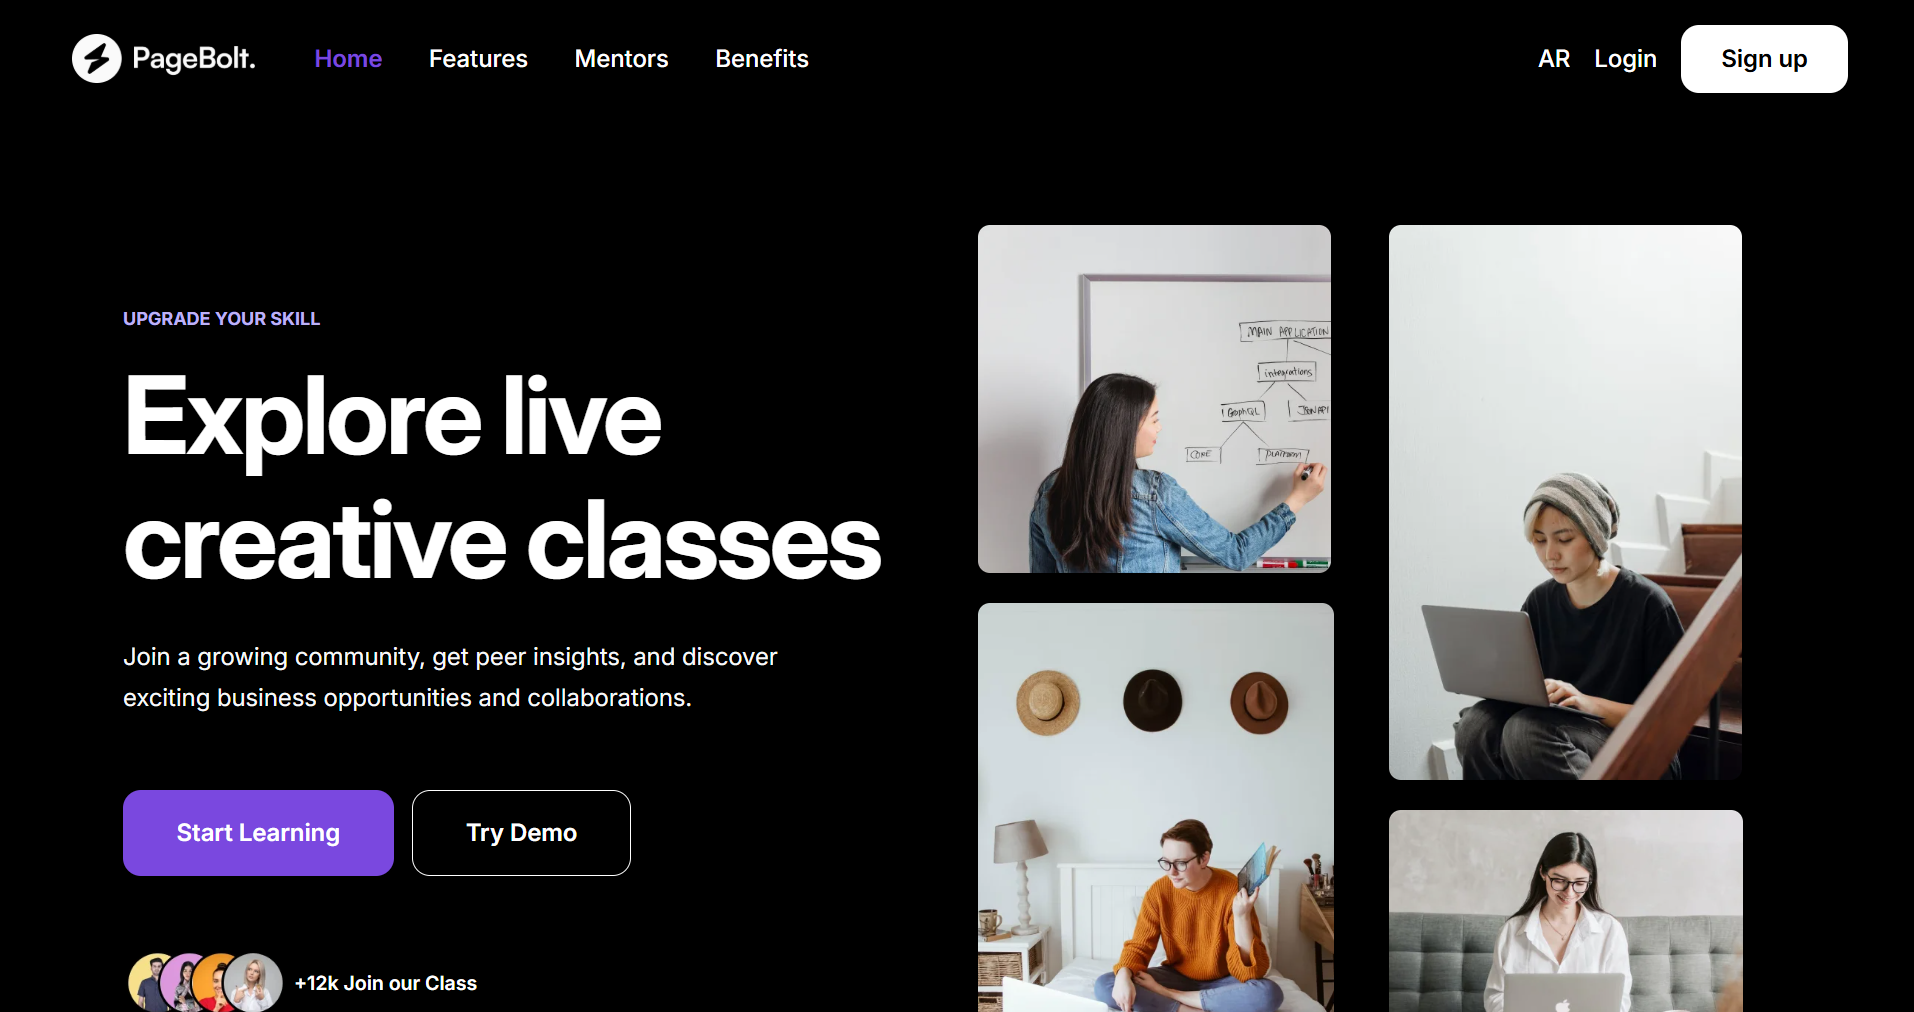 PageBolt.
Home
Features
Mentors
Benefits
AR
Login
Sign up
UPGRADE YOUR SKILL
Explore live
creative classes
Join a growing community, get peer insights, and discover
exciting business opportunities and collaborations.
Start Learning
Try Demo
+12k Join our Class
MAIN APPLICATION
integrations
GraphQL
JSON API
CORE
PLATFORM